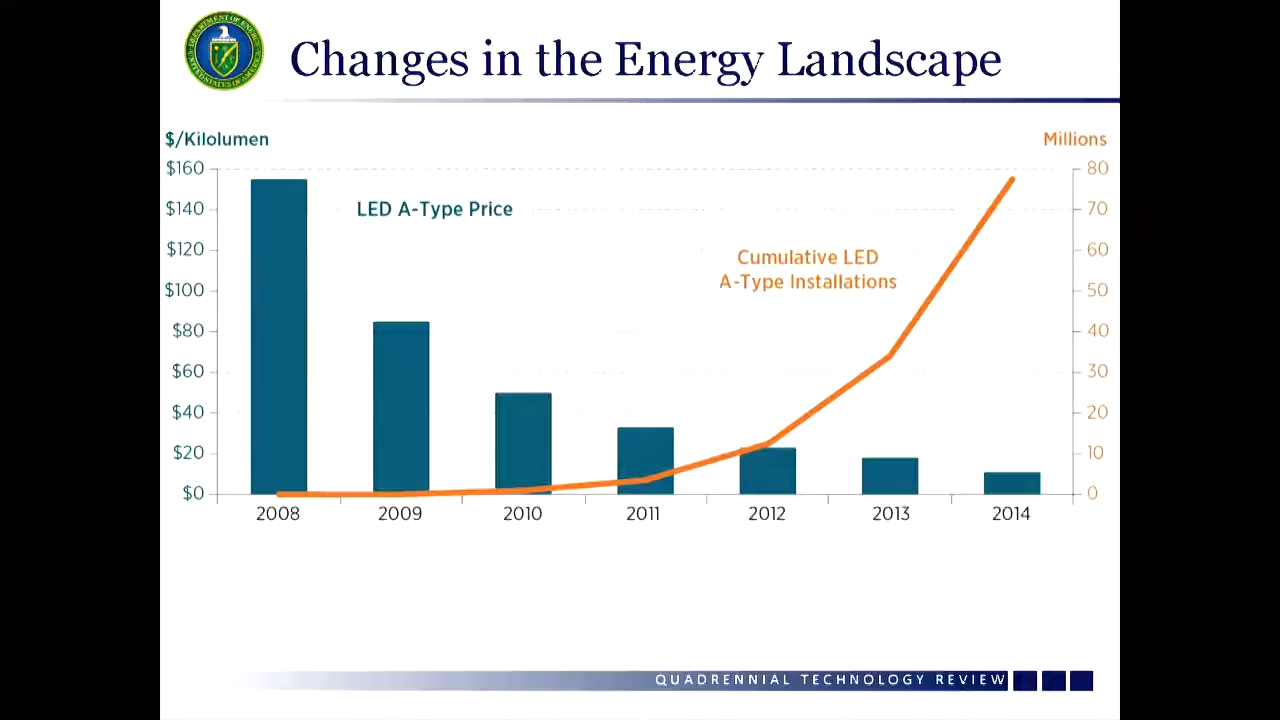 Changes in the Energy Landscape
$/Kilolumen
Millions
$160
80
$140
LED A-Type Price
70
$120
Cumulative LED
60
A-Type Installations
$100
50
$80
40
$60
30
$40
20
$20
10
$0
0
2008 2009 2010 2011 2012 2013 2014
QUADRENNIAL TECHNOLOGY REVIEW